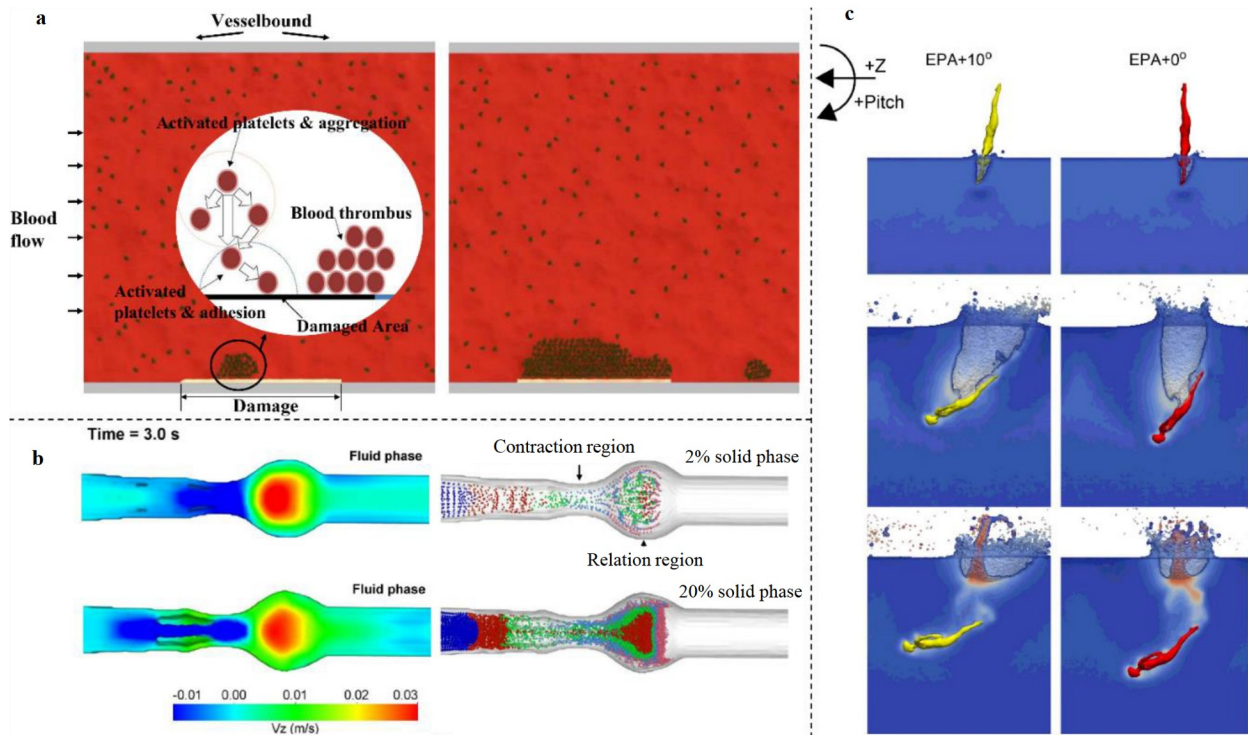 a
Vesselbound
Activated platelets & aggregation
Blood
flow
Blood thrombus
Activated
platelets & adhesion
Damaged Area
Damage
b
Time = 3.0 s
Fluid phase
Contraction region
2% solid phase
Relation region
Fluid phase
20% solid phase
-0.01 0.00 0.01 0.02 0.03
Vz (m/s)
c
+Z
+Pitch
EPA+10°
EPA+0°